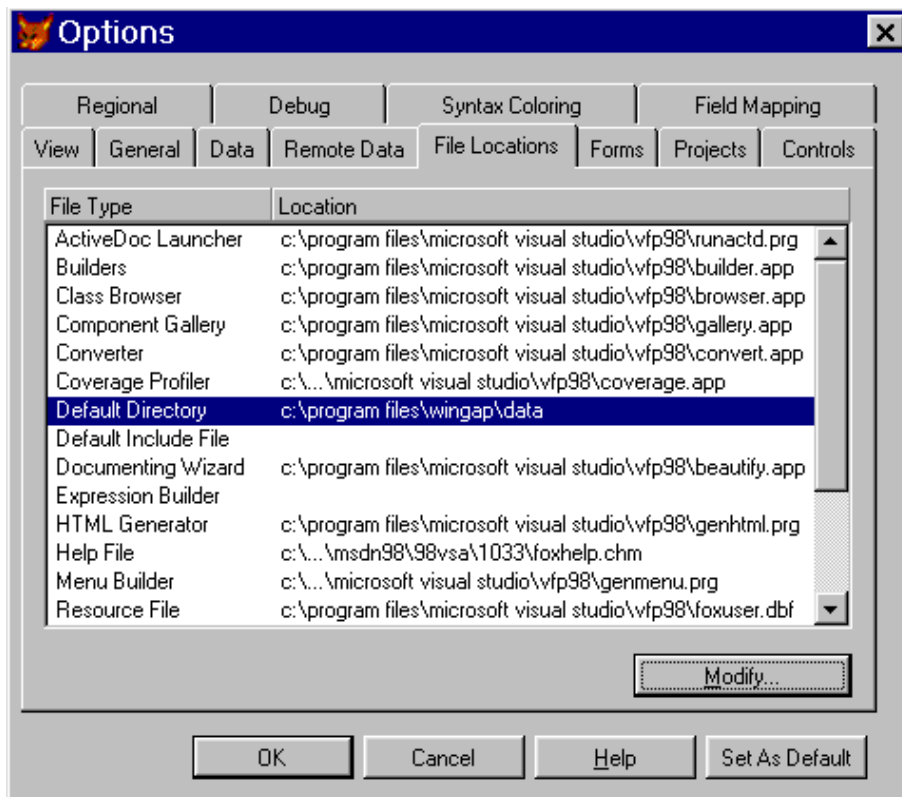 Options
Regional Debug Syntax Coloring Field Mapping
View General Data Remote Data File Locations Forms Projects Controls
File Type Location
ActiveDoc Launcher c:\program files\microsoft visual studio\vfp98\runactd.prg
Builders c:\program files\microsoft visual studio\vfp98\builder.app
Class Browser c:\program files\microsoft visual studio\vfp98\browser.app
Component Gallery c:\program files\microsoft visual studio\vfp98\gallery.app
Converter c:\program files\microsoft visual studio\vfp98\convert.app
Coverage Profiler c:\...\microsoft visual studio\vfp98\coverage.app
Default Directory c:\program files\wingap\data
Default Include File
Documenting Wizard c:\program files\microsoft visual studio\vfp98\beautify.app
Expression Builder
HTML Generator c:\program files\microsoft visual studio\vfp98\genhtml.prg
Help File c:\...\msdn98\98vsa\1033\foxhelp.chm
Menu Builder c:\...\microsoft visual studio\vfp98\genmenu.prg
Resource File c:\program files\microsoft visual studio\vfp98\foxuser.dbf
Modify...
OK Cancel Help Set As Default